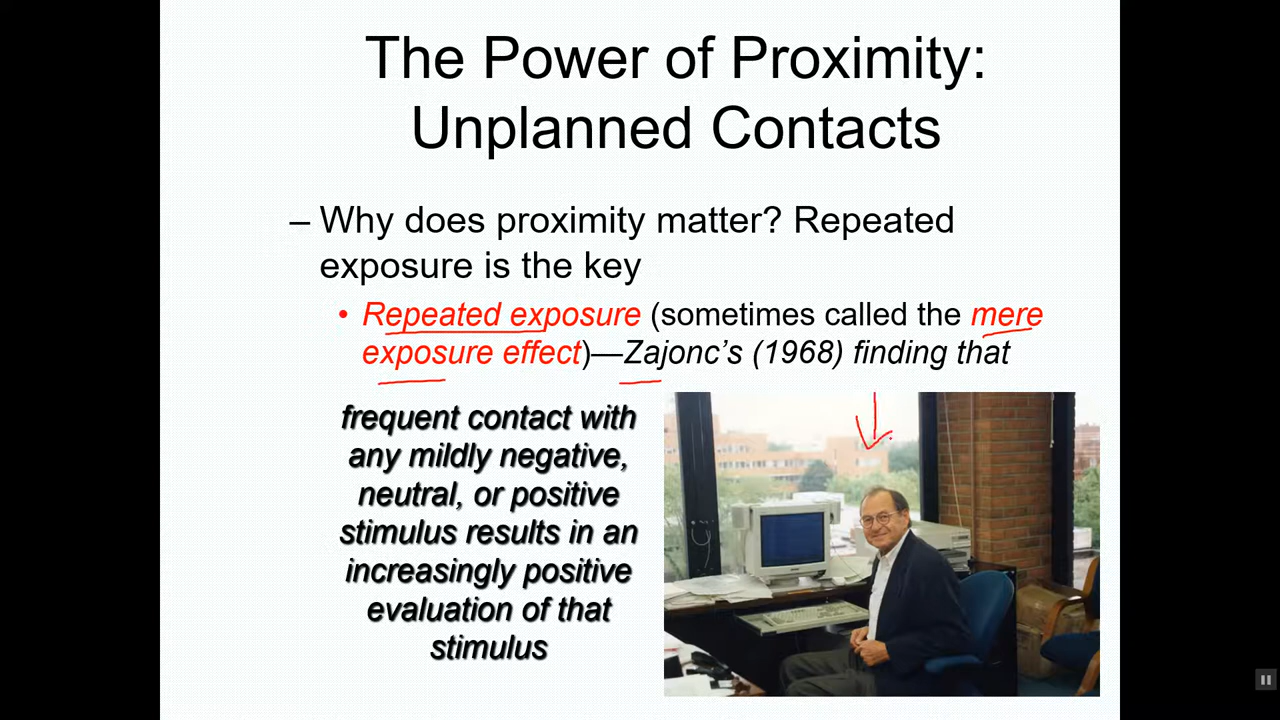 The Power of Proximity:
Unplanned Contacts
– Why does proximity matter? Repeated
exposure is the key
• Repeated exposure (sometimes called the mere
exposure effect)—Zajonc’s (1968) finding that
frequent contact with
any mildly negative,
neutral, or positive
stimulus results in an
increasingly positive
evaluation of that
stimulus